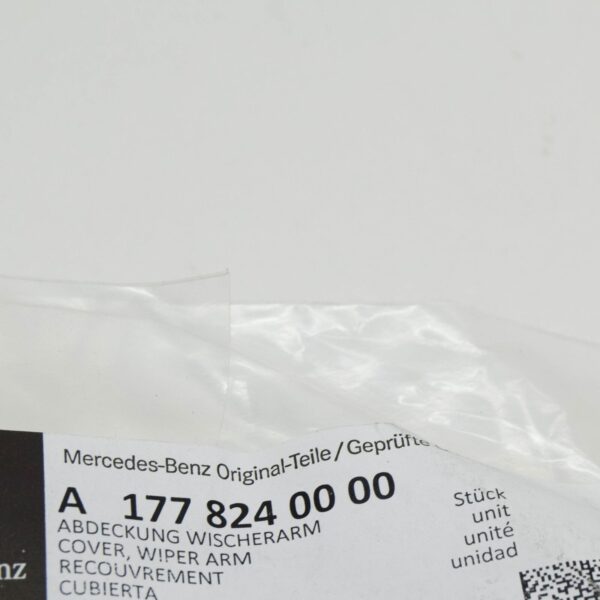 Mercedes-Benz Original-Teile/Geprüfte
A 177 824 00 00
ABDECKUNG WISCHERARM
COVER, WIPER ARM
RECOUVREMENT
CUBIERTA
Stück
unit
unité
unidad
nz